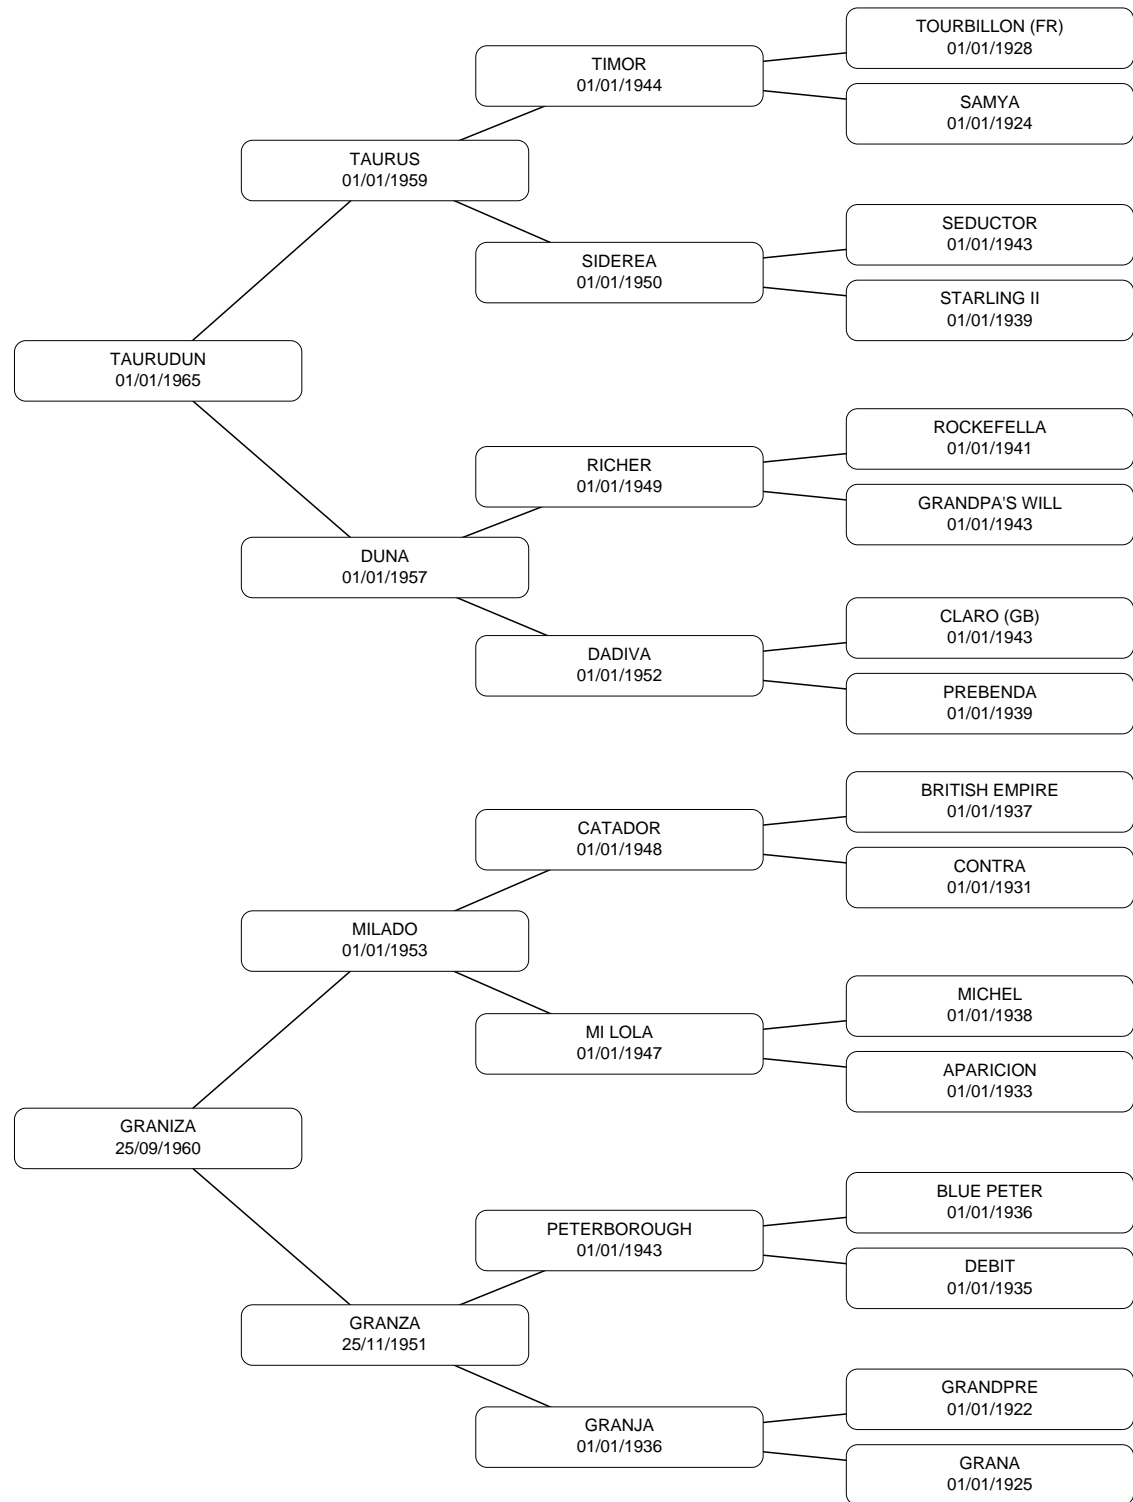 TOURBILLON (FR)
01/01/1928
TIMOR
01/01/1944
SAMYA
01/01/1924
TAURUS
01/01/1959
SEDUCTOR
01/01/1943
SIDEREA
01/01/1950
STARLING II
01/01/1939
TAURUDUN
01/01/1965
ROCKEFELLA
01/01/1941
RICHER
01/01/1949
GRANDPA'S WILL
01/01/1943
DUNA
01/01/1957
CLARO (GB)
01/01/1943
DADIVA
01/01/1952
PREBENDA
01/01/1939
BRITISH EMPIRE
01/01/1937
CATADOR
01/01/1948
CONTRA
01/01/1931
MILADO
01/01/1953
MICHEL
01/01/1938
MI LOLA
01/01/1947
APARICION
01/01/1933
GRANIZA
25/09/1960
BLUE PETER
01/01/1936
PETERBOROUGH
01/01/1943
DEBIT
01/01/1935
GRANZA
25/11/1951
GRANDPRE
01/01/1922
GRANJA
01/01/1936
GRANA
01/01/1925